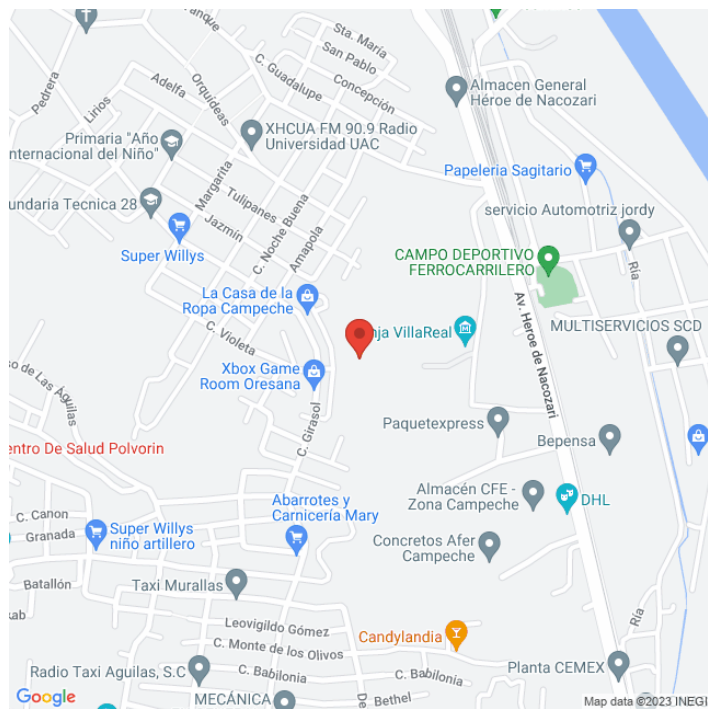 Sta. María
San Pablo
C. Guadalupe
Concepción
Pedrera
Lirios
Adelfa
Orquídeas
Almacen General
Héroe de Nacozari
XHCUA FM 90.9 Radio
Universidad UAC
Primaria "Año
nternacional del Niño"
Margarita
Tulipanes
Papeleria Sagitario
undaria Tecnica 28
Jazmín
C. Noche Buena
Amapola
servicio Automotriz jordy
Ría
Super Willys
CAMPO DEPORTIVO
FERROCARRILERO
La Casa de la
Ropa Campeche
Av. Heroe de Nacozari
C. Violeta
nja VillaReal
MULTISERVICIOS SCD
o de Las Águilas
Xbox Game
Room Oresana
C. Girasol
Paquetexpress
Bepensa
entro De Salud Polvorin
Almacén CFE -
Zona Campeche
DHL
C. Canon
Granada
Super Willys
niño artillero
Abarrotes y
Carnicería Mary
Concretos Afer
Campeche
Batallón
Taxi Murallas
Leovigildo Gómez
Candylandia
Ría
C. Monte de los Olivos
Radio Taxi Aguilas, S.C
C. Babilonia
C. Babilonia
Planta CEMEX
MECÁNICA
Bethel
Google
Map data ©2023 INEGI